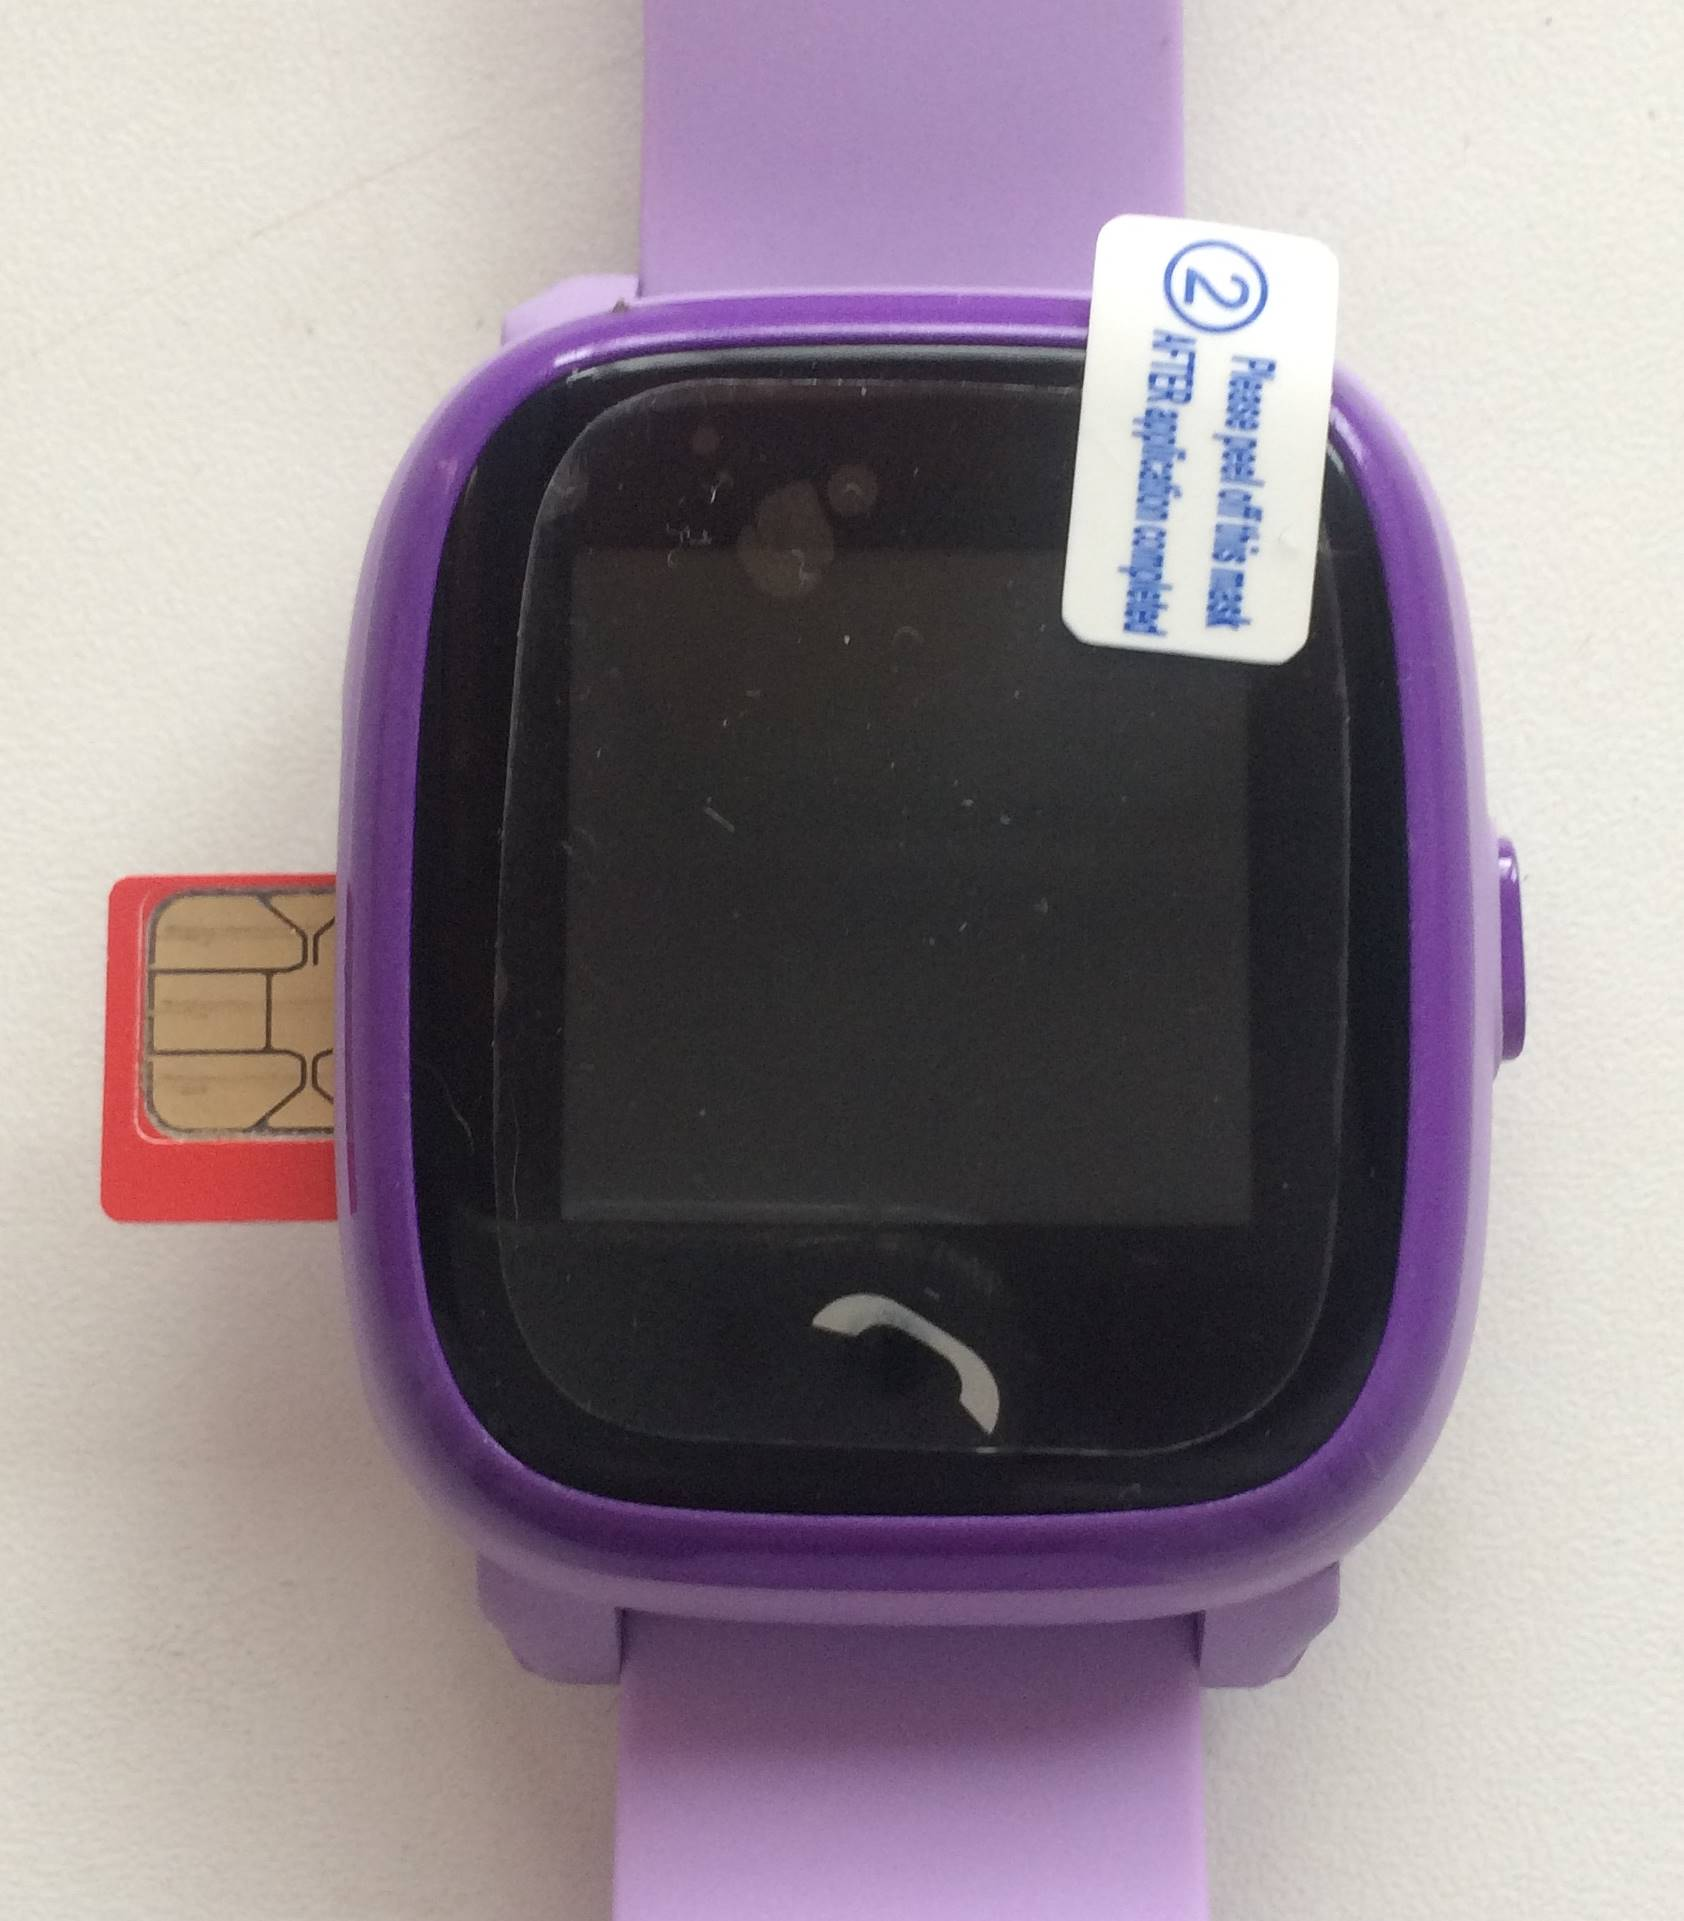 2
Please peel off this mask
AFTER application completed